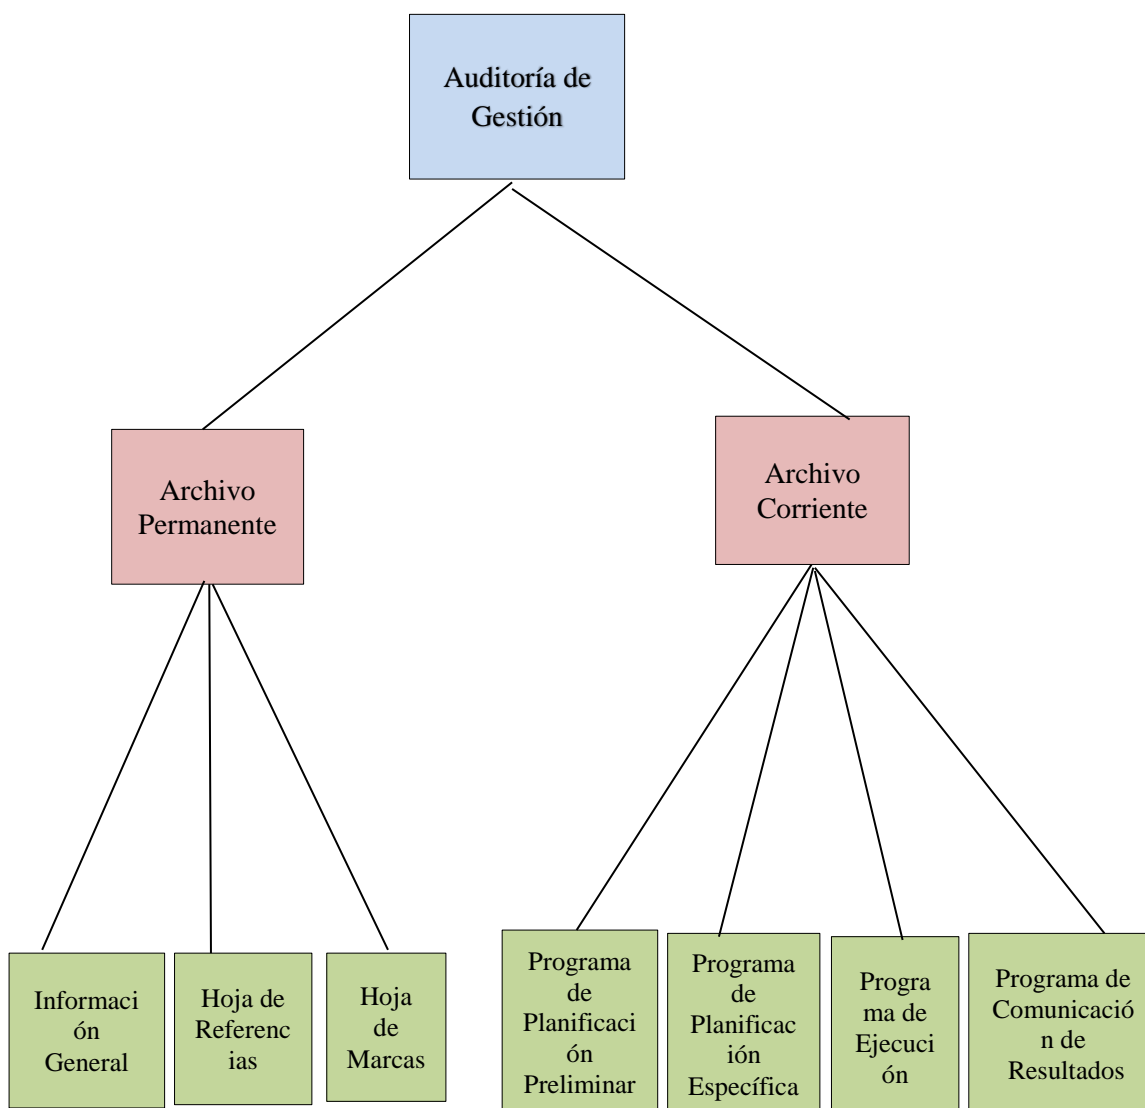 Auditoría de
Gestión
Archivo
Permanente
Archivo
Corriente
Informaci
ón
General
Hoja de
Referenc
ias
Hoja
de
Marcas
Programa
de
Planificaci
ón
Preliminar
Programa
de
Planificac
ión
Específica
Progra
ma de
Ejecuci
ón
Programa de
Comunicació
n de
Resultados